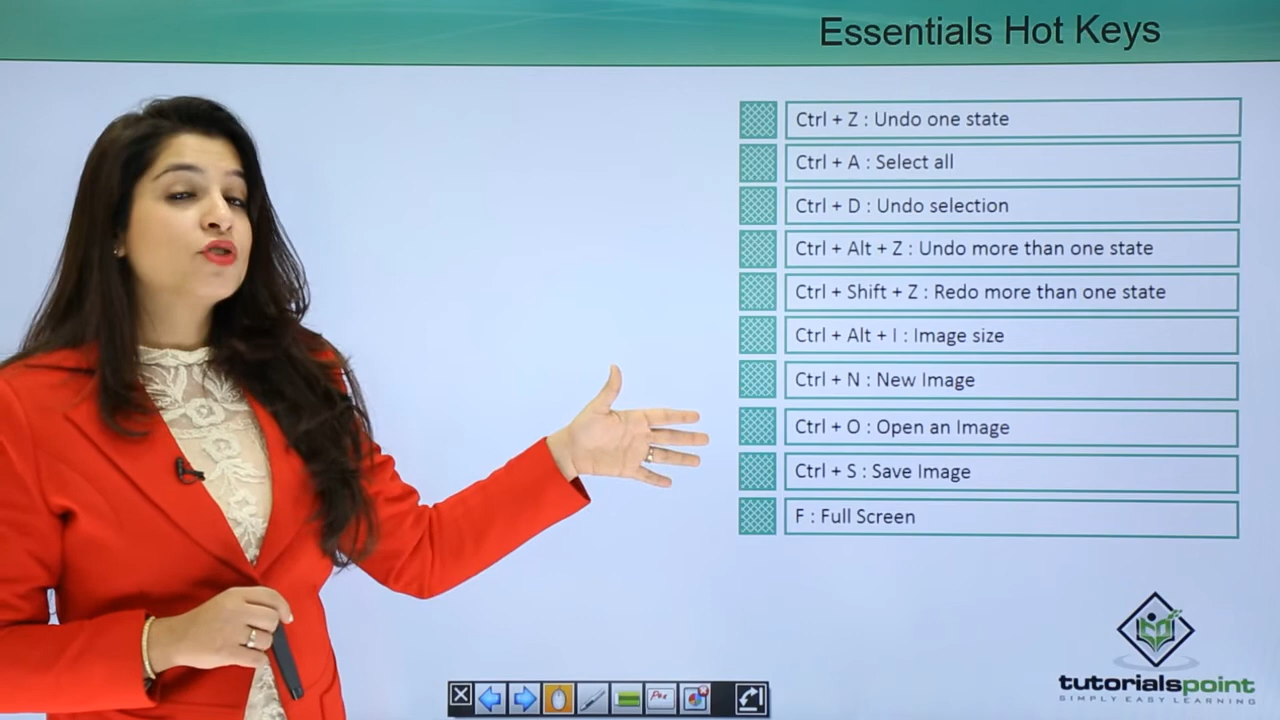 Essentials Hot Keys
Ctrl + Z : Undo one state
Ctrl + A : Select all
Ctrl + D : Undo selection
Ctrl + Alt + Z : Undo more than one state
Ctrl + Shift + Z : Redo more than one state
Ctrl + Alt + I : Image size
Ctrl + N : New Image
Ctrl + O : Open an Image
Ctrl + S : Save Image
F : Full Screen
tutorialspoint
SIMPLY EASY LEARNING
Pen